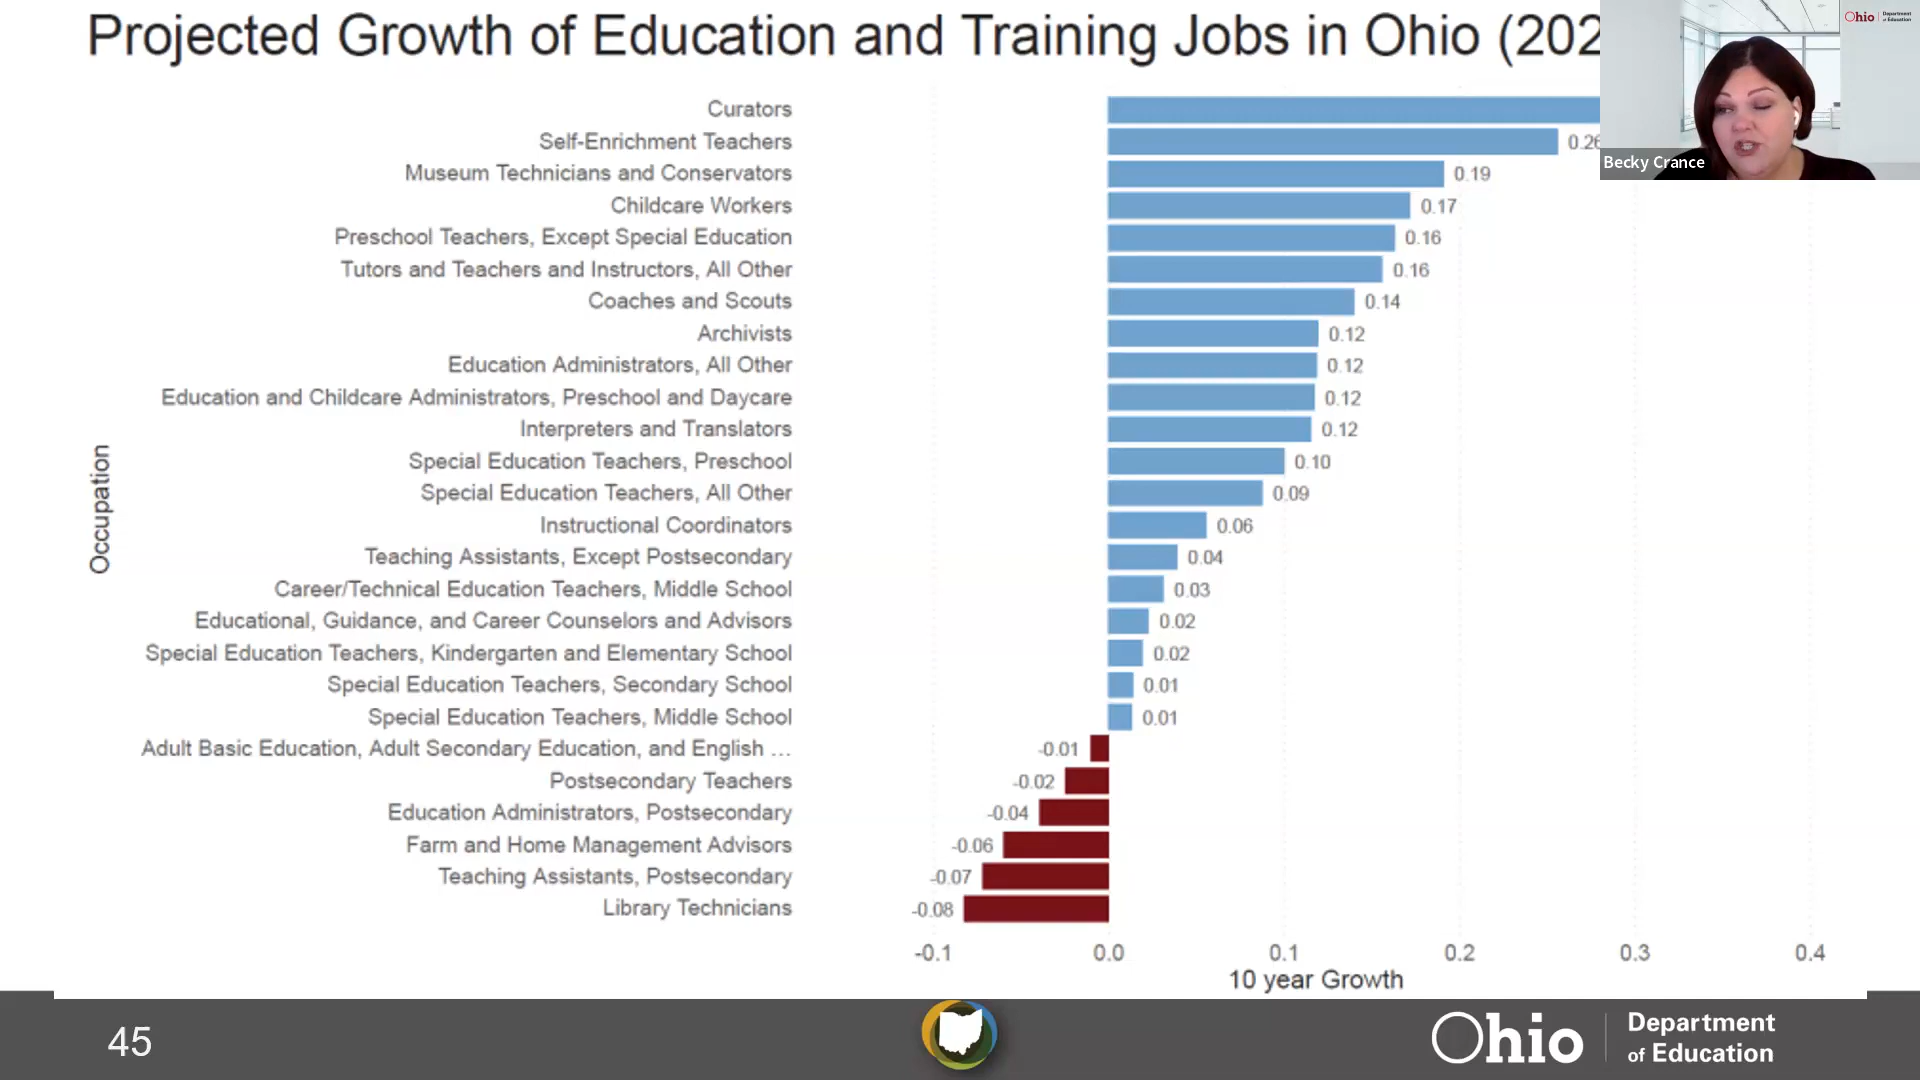 Projected Growth of Education and Training Jobs in Ohio (202
Ohio Department of Education
Becky Crance
Occupation
Curators
Self-Enrichment Teachers 0.26
Museum Technicians and Conservators 0.19
Childcare Workers 0.17
Preschool Teachers, Except Special Education 0.16
Tutors and Teachers and Instructors, All Other 0.16
Coaches and Scouts 0.14
Archivists 0.12
Education Administrators, All Other 0.12
Education and Childcare Administrators, Preschool and Daycare 0.12
Interpreters and Translators 0.12
Special Education Teachers, Preschool 0.10
Special Education Teachers, All Other 0.09
Instructional Coordinators 0.06
Teaching Assistants, Except Postsecondary 0.04
Career/Technical Education Teachers, Middle School 0.03
Educational, Guidance, and Career Counselors and Advisors 0.02
Special Education Teachers, Kindergarten and Elementary School 0.02
Special Education Teachers, Secondary School 0.01
Special Education Teachers, Middle School 0.01
Adult Basic Education, Adult Secondary Education, and English ... -0.01
Postsecondary Teachers -0.02
Education Administrators, Postsecondary -0.04
Farm and Home Management Advisors -0.06
Teaching Assistants, Postsecondary -0.07
Library Technicians -0.08
-0.1 0.0 0.1 0.2 0.3 0.4
10 year Growth
45
Ohio
Department
of Education